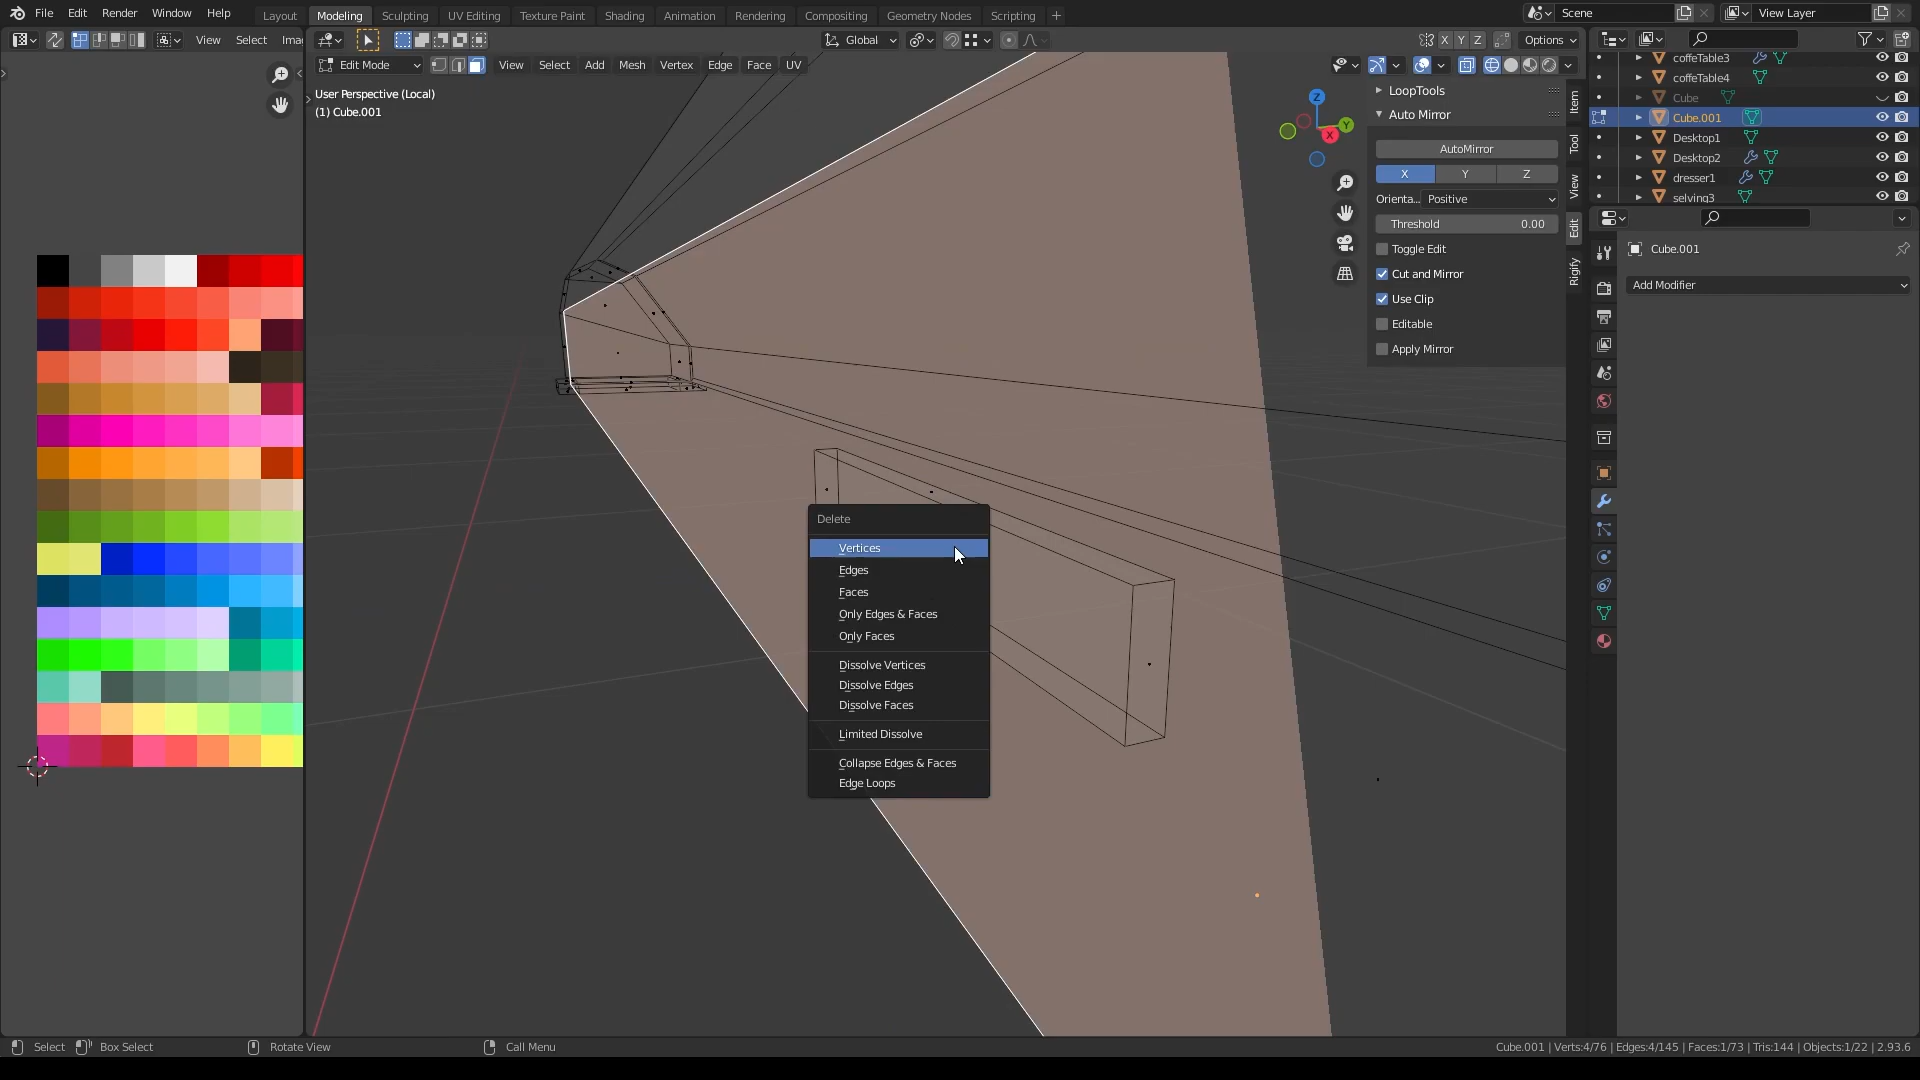 File Edit Render Window Help
Layout Modeling Sculpting UV Editing Texture Paint Shading Animation Rendering Compositing Geometry Nodes Scripting +
Scene
View Layer
View Select Ima
Global
X Y Z
Options
Edit Mode
View Select Add Mesh Vertex Edge Face UV
User Perspective (Local)
(1) Cube.001
Z
Y
X
LoopTools
Auto Mirror
AutoMirror
X Y Z
Orienta... Positive
Threshold 0.00
Toggle Edit
Cut and Mirror
Use Clip
Editable
Apply Mirror
Item
Tool
View
Edit
Rigify
coffeTable3
coffeTable4
Cube
Cube.001
Desktop1
Desktop2
dresser1
selving3
Cube.001
Add Modifier
Delete
Vertices
Edges
Faces
Only Edges & Faces
Only Faces
Dissolve Vertices
Dissolve Edges
Dissolve Faces
Limited Dissolve
Collapse Edges & Faces
Edge Loops
Select Box Select Rotate View Call Menu
Cube.001 | Verts:4/76 | Edges:4/145 | Faces:1/73 | Tris:144 | Objects:1/22 | 2.93.6